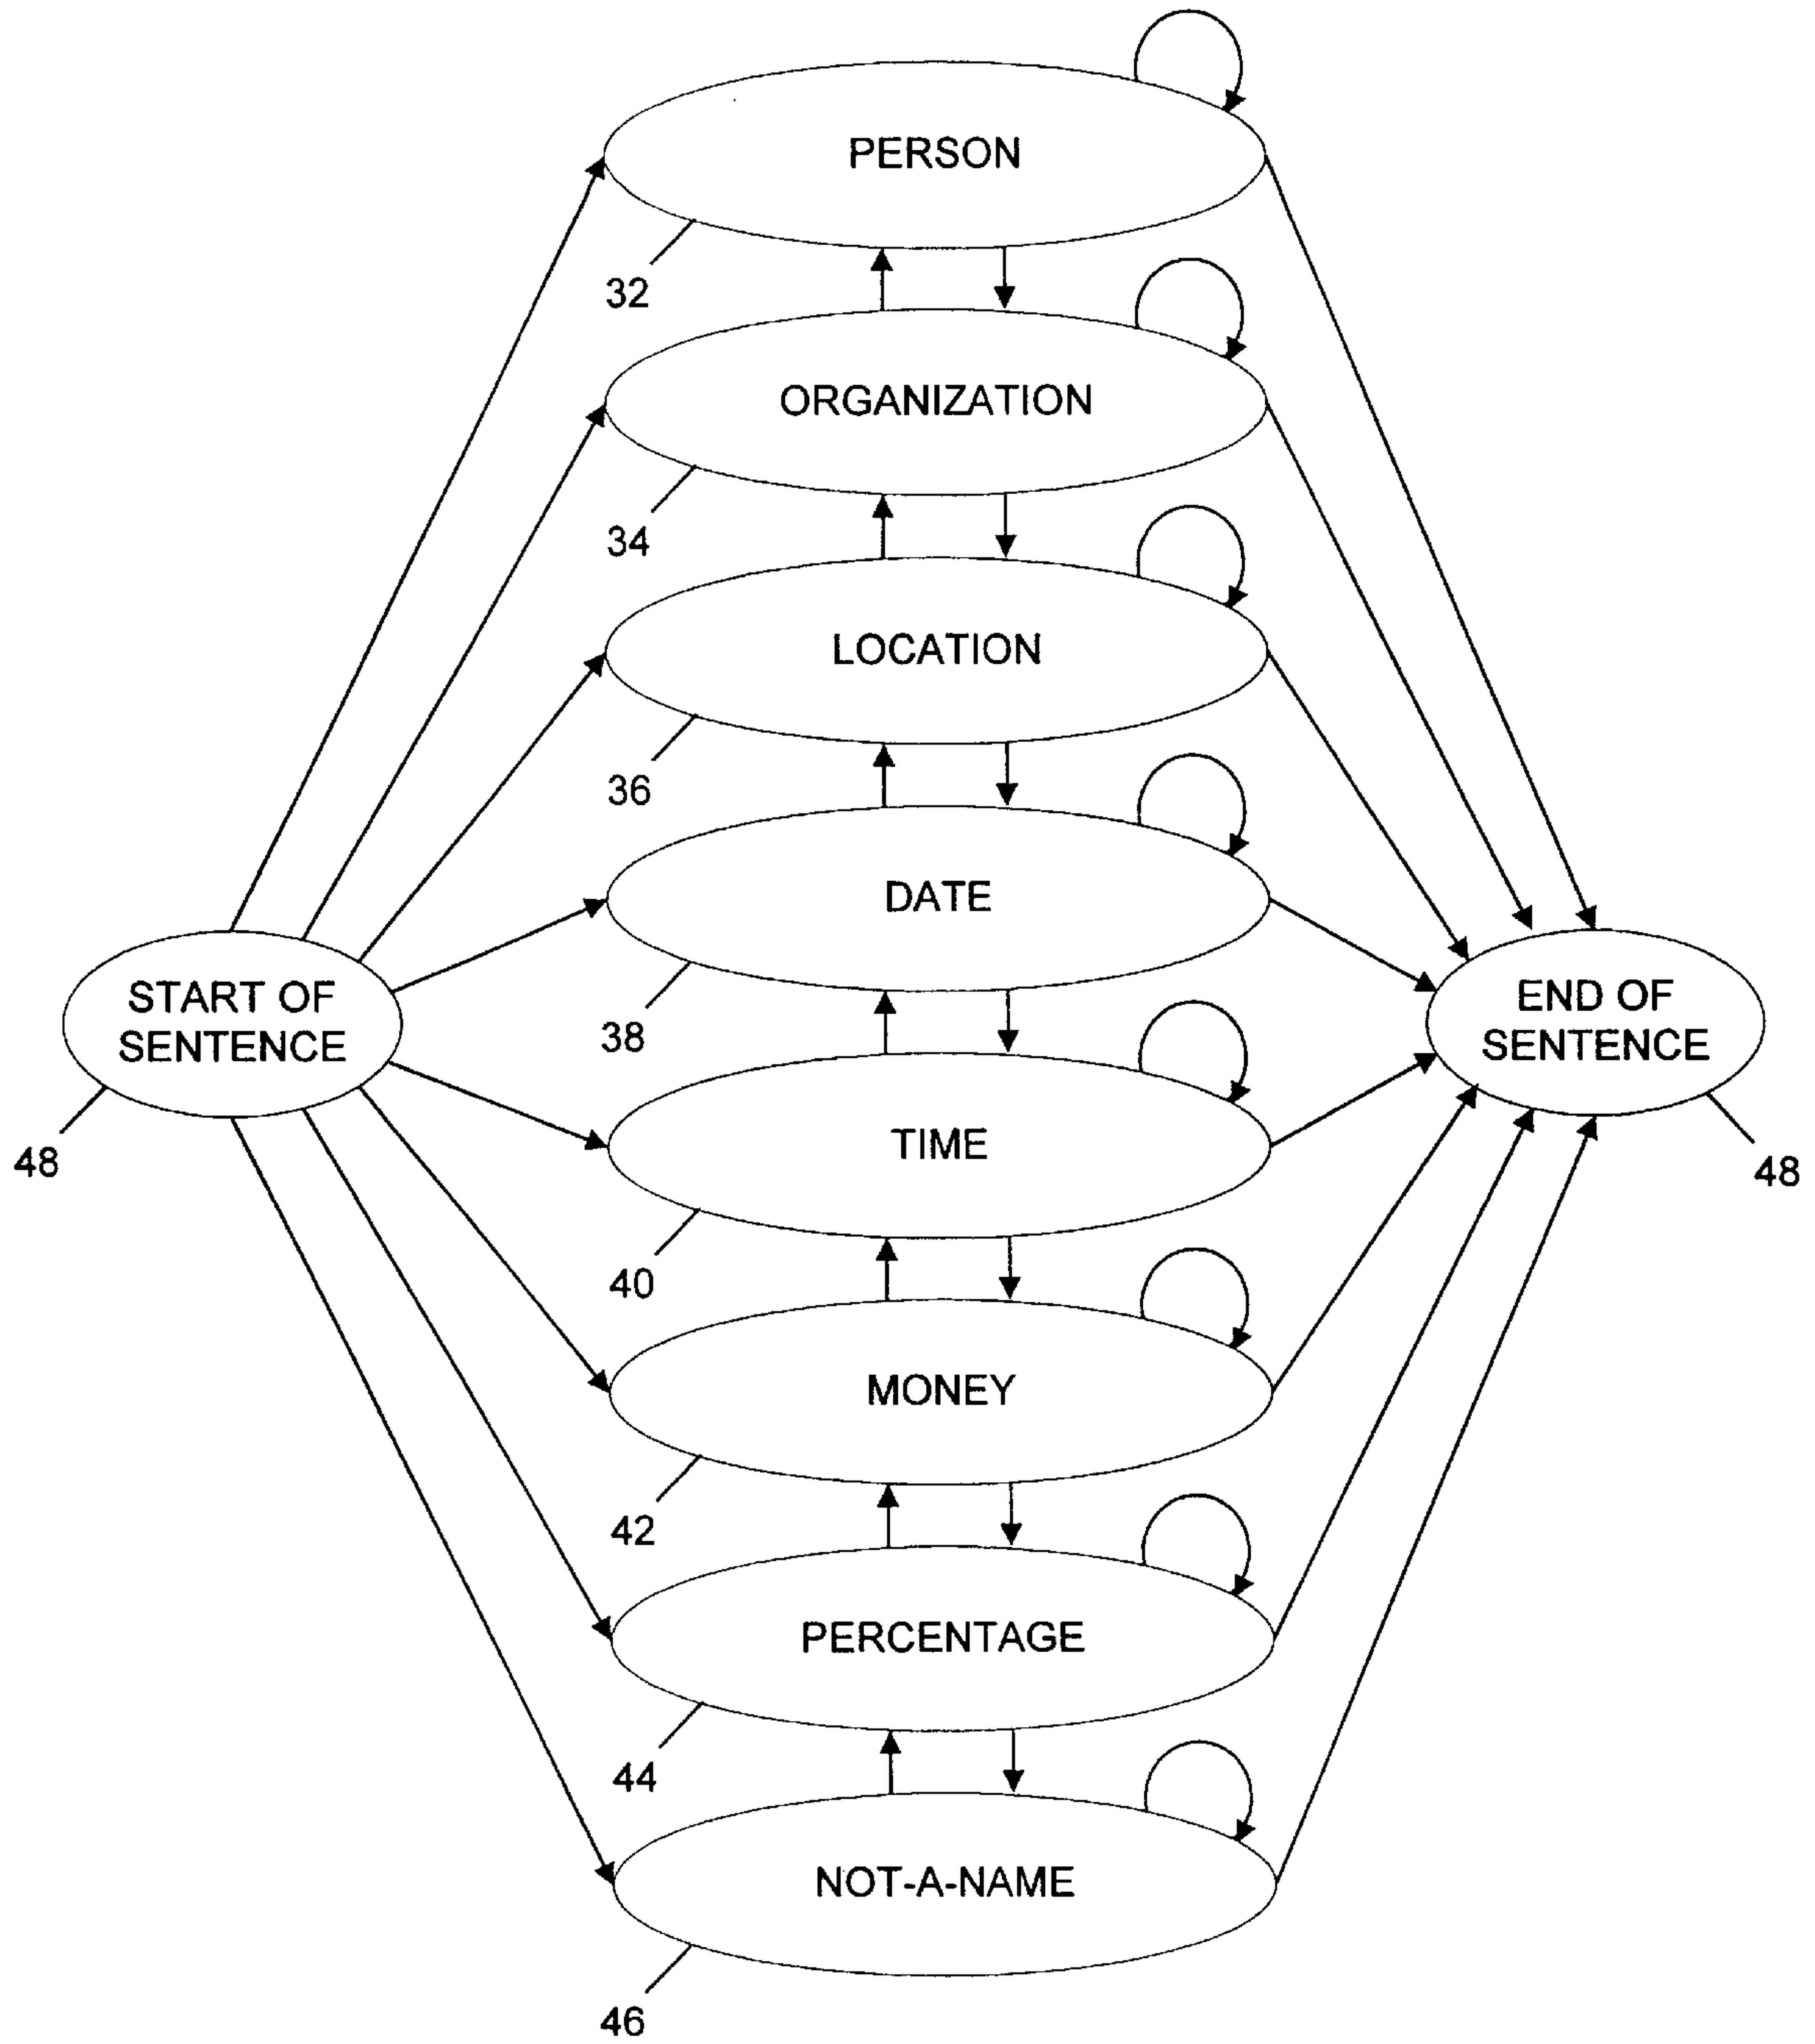 PERSON
32
ORGANIZATION
34
LOCATION
36
DATE
38
START OF
SENTENCE
48
END OF
SENTENCE
48
TIME
40
MONEY
42
PERCENTAGE
44
NOT-A-NAME
46